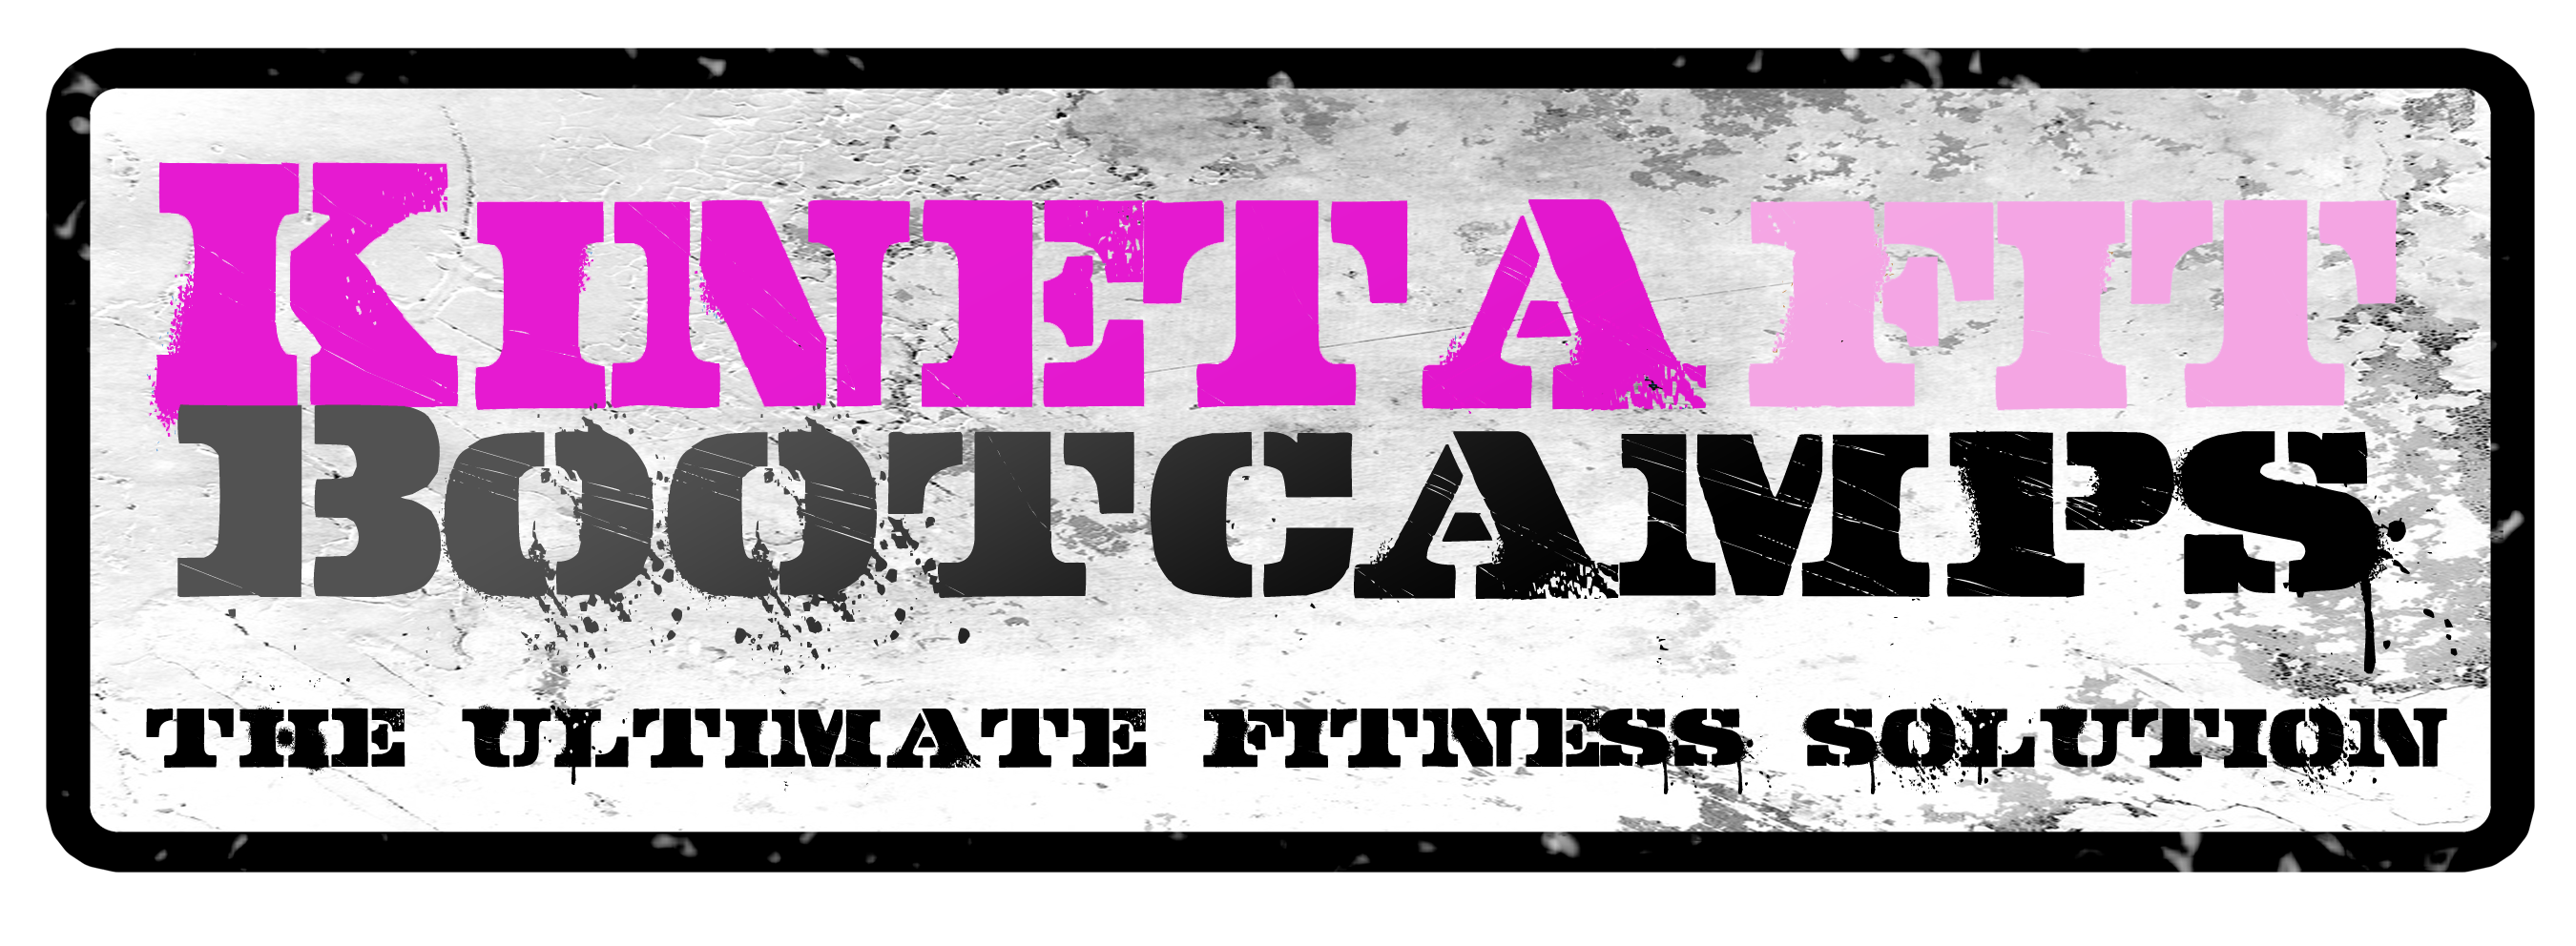 KINETA FIT
BOOTCAMPS
THE ULTIMATE FITNESS SOLUTION